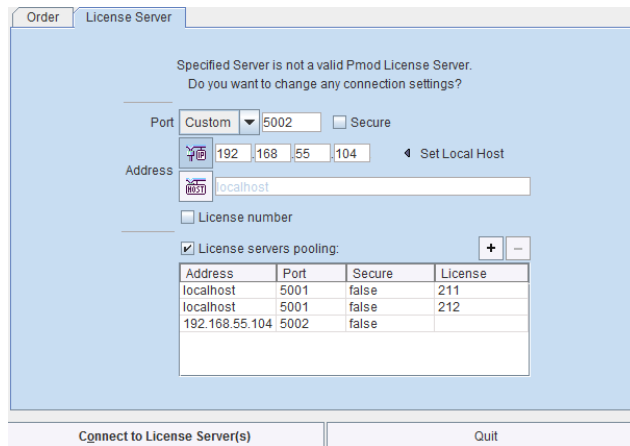 Order License Server
Specified Server is not a valid Pmod License Server.
Do you want to change any connection settings?
Port Custom 5002 Secure
IP 192 .168 .55 .104 Set Local Host
Address
HOST localhost
License number
License servers pooling: + −
Address Port Secure License
localhost 5001 false 211
localhost 5001 false 212
192.168.55.104 5002 false
Connect to License Server(s) Quit